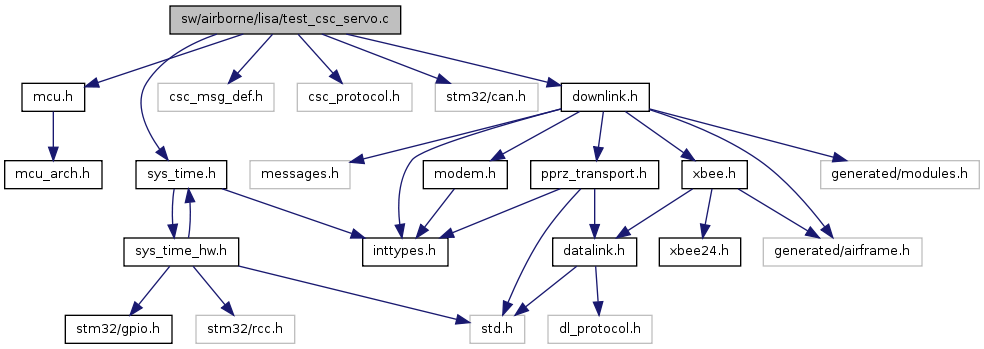 sw/airborne/lisa/test_csc_servo.c
mcu.h
csc_msg_def.h
csc_protocol.h
stm32/can.h
downlink.h
mcu_arch.h
sys_time.h
messages.h
modem.h
pprz_transport.h
xbee.h
generated/modules.h
sys_time_hw.h
inttypes.h
datalink.h
xbee24.h
generated/airframe.h
stm32/gpio.h
stm32/rcc.h
std.h
dl_protocol.h